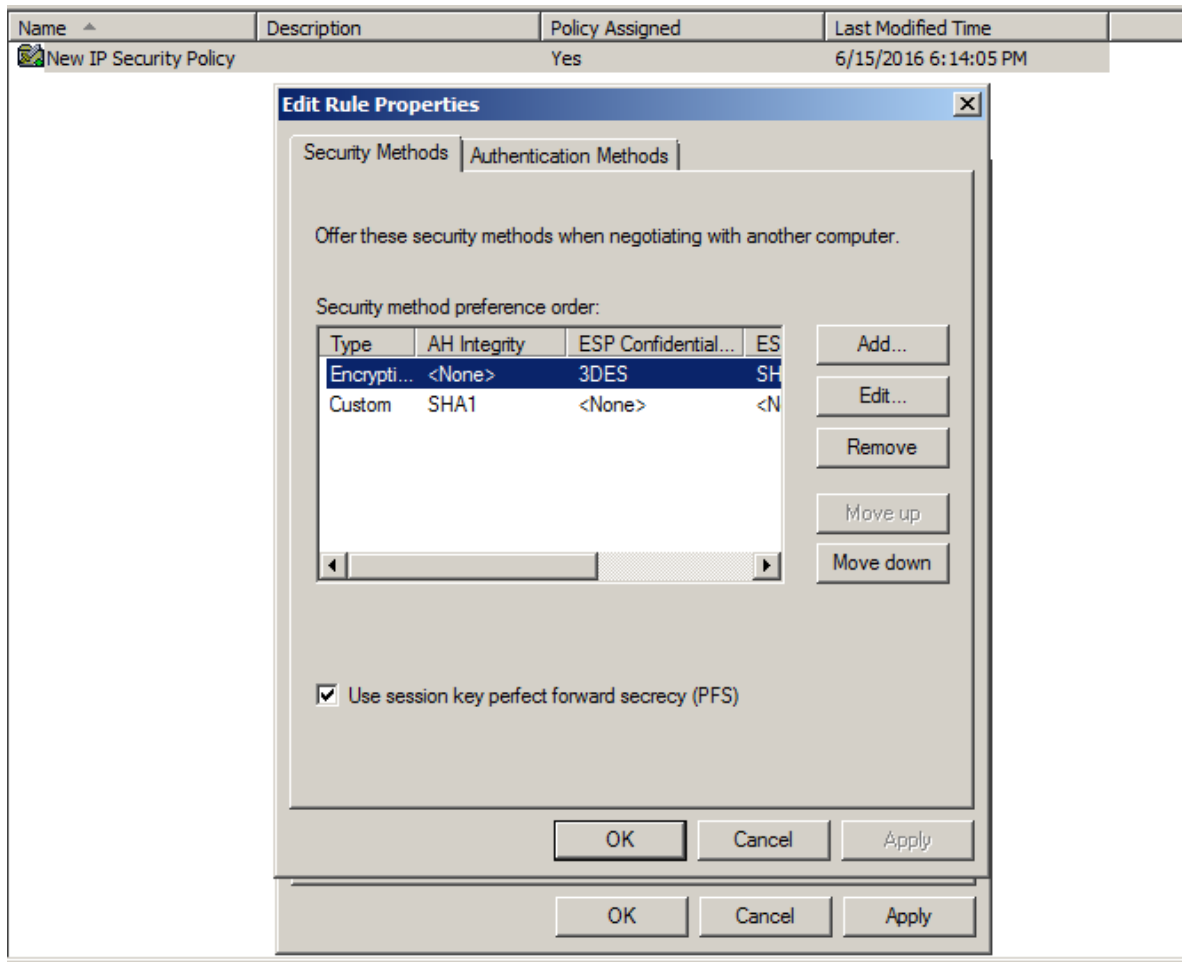 Name Description Policy Assigned Last Modified Time
New IP Security Policy Yes 6/15/2016 6:14:05 PM
Edit Rule Properties
Security Methods Authentication Methods
Offer these security methods when negotiating with another computer.
Security method preference order:
Type AH Integrity ESP Confidential... ES
Encrypti... <None> 3DES SH
Custom SHA1 <None> <N
Add...
Edit...
Remove
Move up
Move down
Use session key perfect forward secrecy (PFS)
OK Cancel Apply
OK Cancel Apply